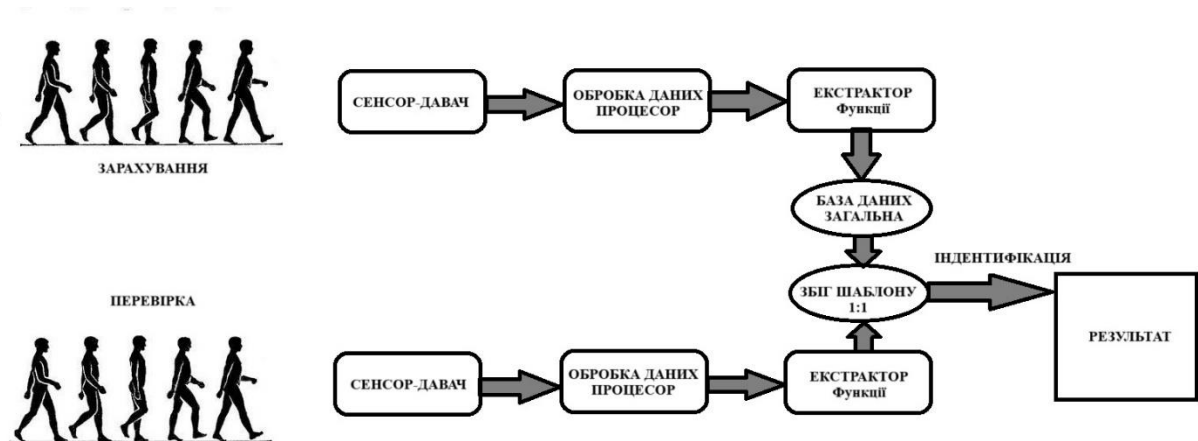 СЕНСОР-ДАВАЧ
ОБРОБКА ДАНИХ
ПРОЦЕСОР
ЕКСТРАКТОР
Функції
ЗАРАХУВАННЯ
БАЗА ДАНИХ
ЗАГАЛЬНА
ІНДЕНТИФІКАЦІЯ
ЗБІГ ШАБЛОНУ
1:1
ПЕРЕВІРКА
РЕЗУЛЬТАТ
СЕНСОР-ДАВАЧ
ОБРОБКА ДАНИХ
ПРОЦЕСОР
ЕКСТРАКТОР
Функції